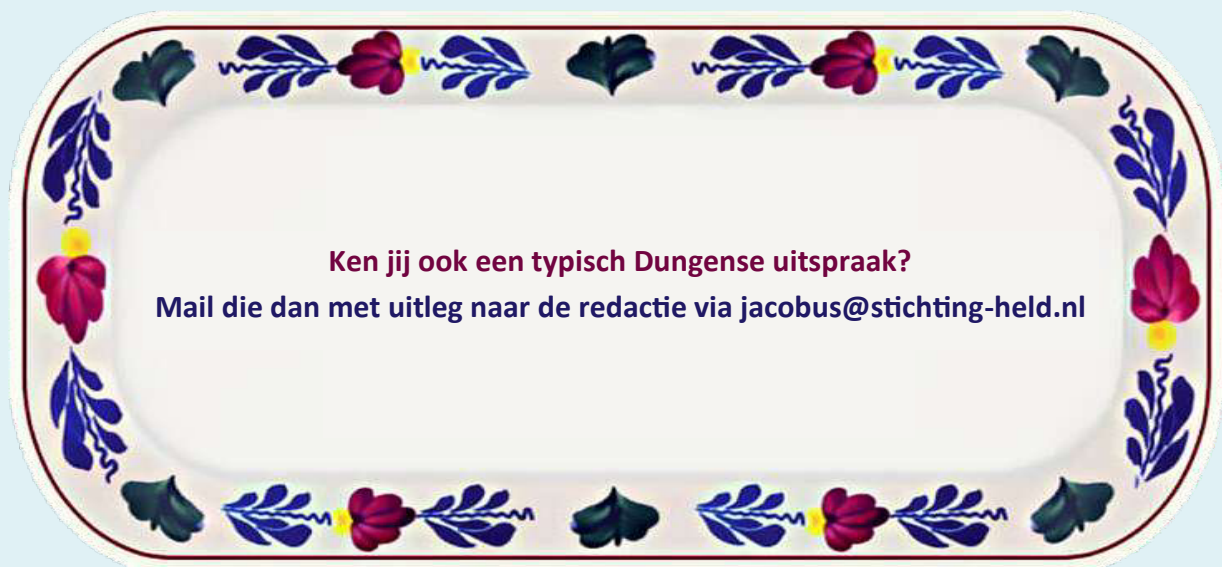 Ken jij ook een typisch Dungense uitspraak?
Mail die dan met uitleg naar de redactie via jacobus@stichting-held.nl